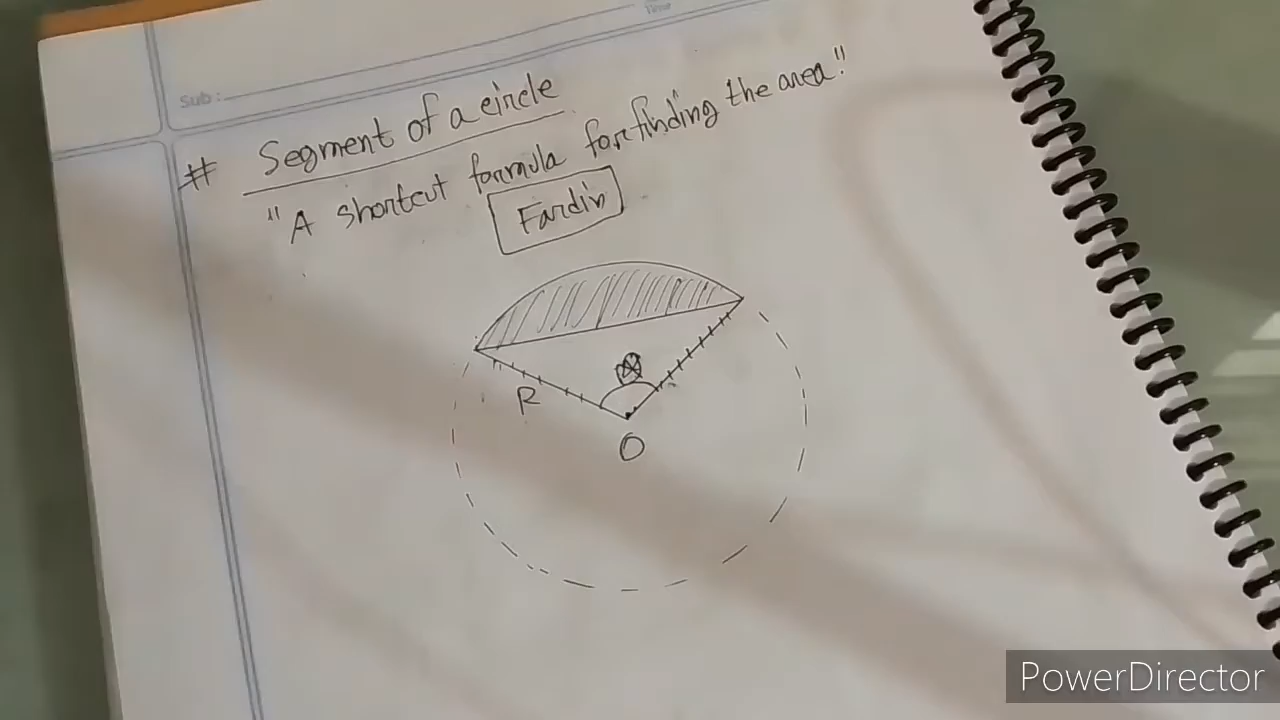 Sub :
# Segment of a circle
"A shortcut formula for finding the area."
Fardin
R
O
PowerDirector